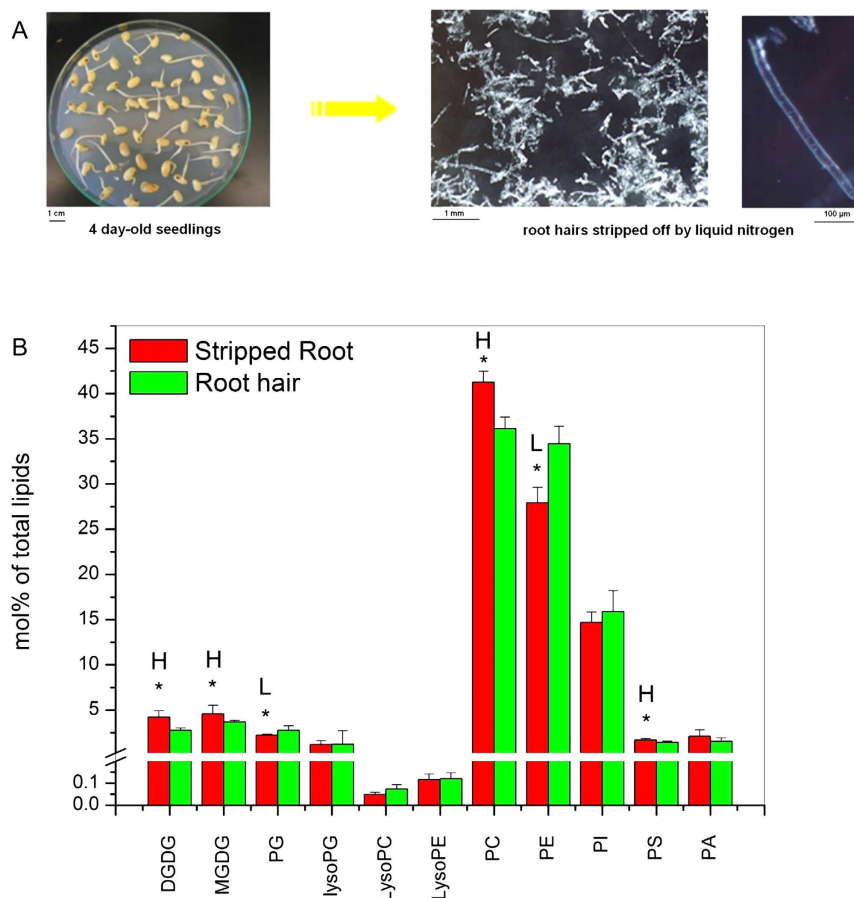 A
1 cm
4 day-old seedlings
1 mm
100 µm
root hairs stripped off by liquid nitrogen
B
Stripped Root
Root hair
mol% of total lipids
45
40
35
30
25
20
15
10
5
0.1
0.0
H
*
H
*
L
*
H
*
L
*
H
*
DGDG
MGDG
PG
lysoPG
LysoPC
LysoPE
PC
PE
PI
PS
PA